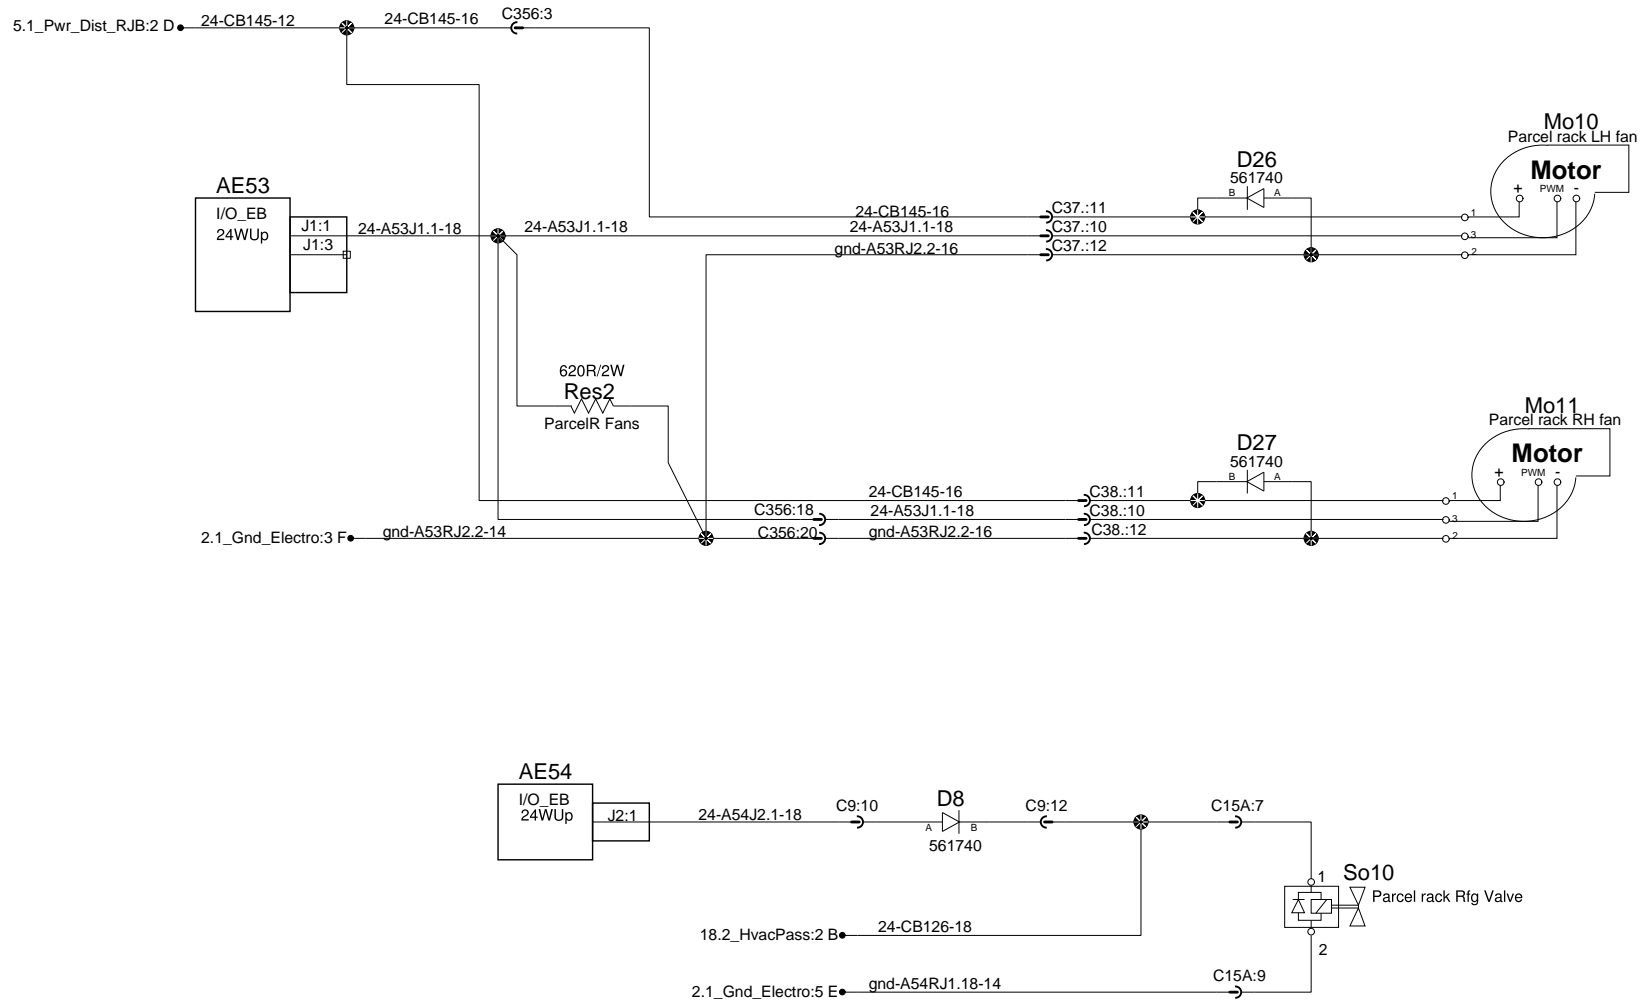 5.1_Pwr_Dist_RJB:2 D
24-CB145-12
24-CB145-16
C356:3
Mo10
Parcel rack LH fan
Motor
+
PWM
-
D26
561740
B
A
AE53
I/O_EB
24WUp
J1:1
J1:3
24-A53J1.1-18
24-A53J1.1-18
24-CB145-16
C37.:11
1
24-A53J1.1-18
C37.:10
3
gnd-A53RJ2.2-16
C37.:12
2
620R/2W
Res2
ParcelR Fans
Mo11
Parcel rack RH fan
Motor
+
PWM
-
D27
561740
B
A
24-CB145-16
C38.:11
1
C356:18
24-A53J1.1-18
C38.:10
3
2.1_Gnd_Electro:3 F
gnd-A53RJ2.2-14
C356:20
gnd-A53RJ2.2-16
C38.:12
2
AE54
I/O_EB
24WUp
J2:1
24-A54J2.1-18
C9:10
D8
A
B
561740
C9:12
C15A:7
1
So10
Parcel rack Rfg Valve
2
18.2_HvacPass:2 B
24-CB126-18
2.1_Gnd_Electro:5 E
gnd-A54RJ1.18-14
C15A:9